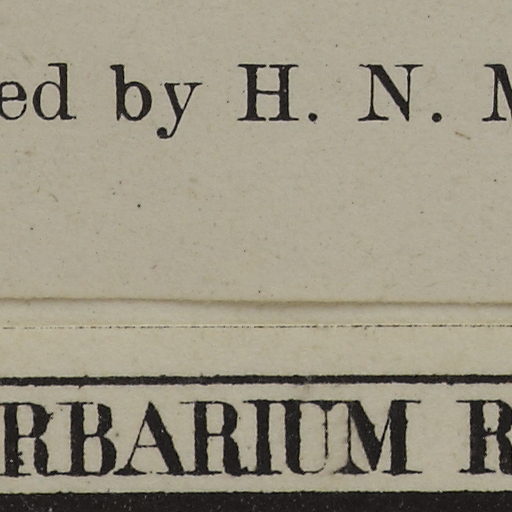 ed by H. N. M
RBARIUM R